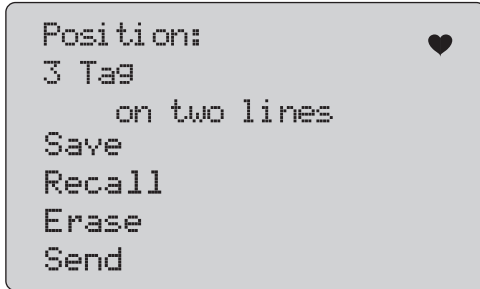 Position:
3 Tag
on two lines
Save
Recall
Erase
Send